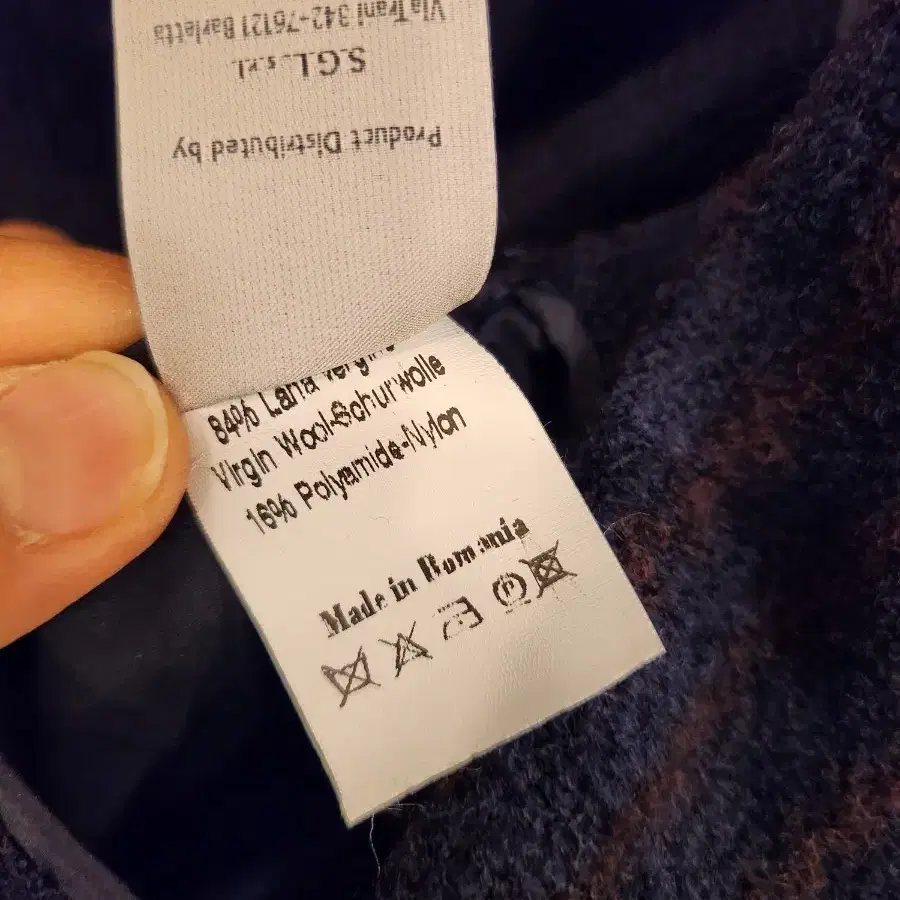 Product Distributed by
S.G.L. s.r.l.
Via Trani 342-76121 Barletta
84% Lana Vergine
Virgin Wool-Schurwolle
16% Polyamide-Nylon
Made in Romania